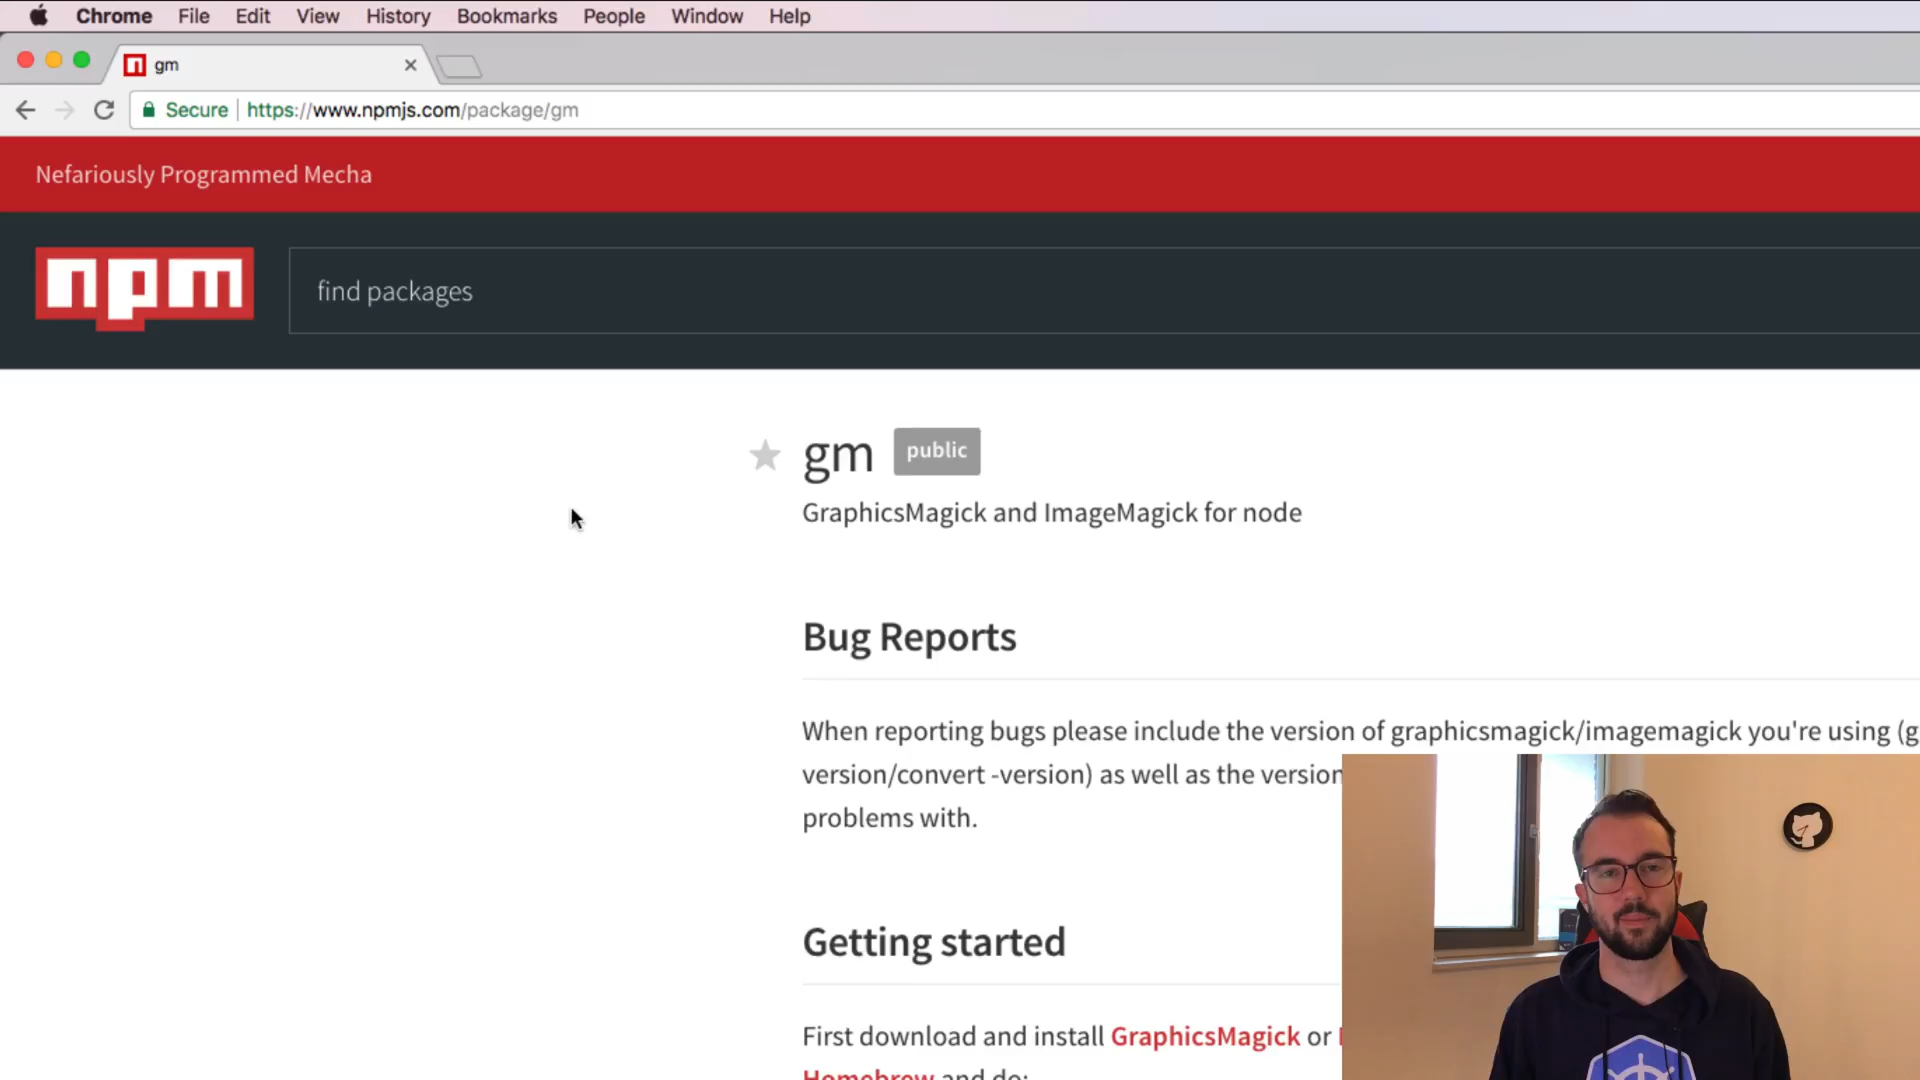 Chrome File Edit View History Bookmarks People Window Help
gm
Secure https://www.npmjs.com/package/gm
Nefariously Programmed Mecha
npm
find packages
gm public
GraphicsMagick and ImageMagick for node
Bug Reports
When reporting bugs please include the version of graphicsmagick/imagemagick you're using (g
version/convert -version) as well as the version
problems with.
Getting started
First download and install GraphicsMagick or
Homebrew and do: